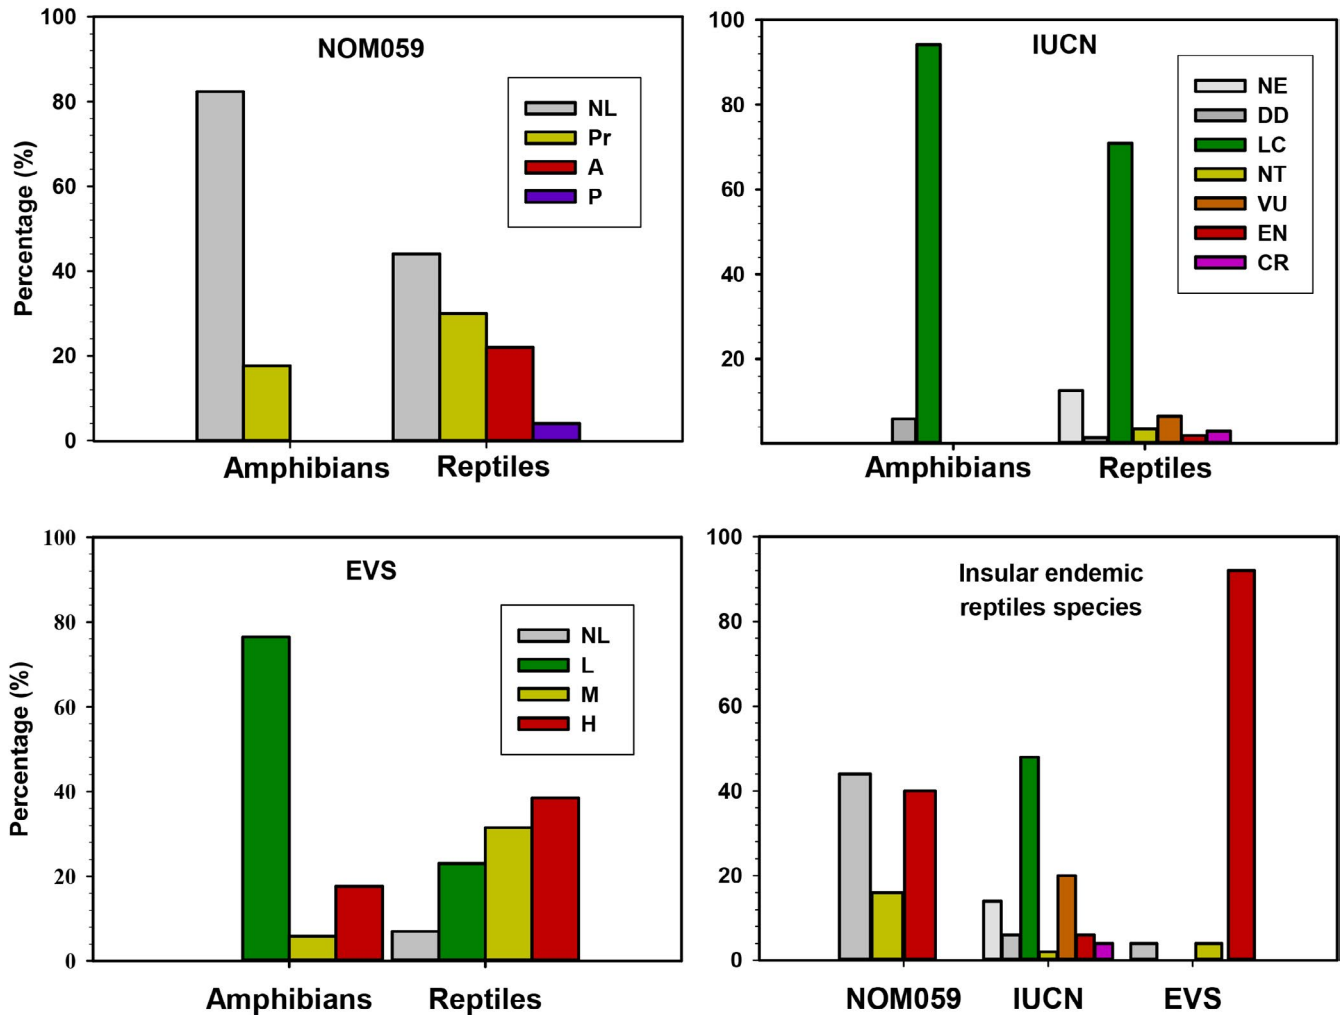 NOM059
Percentage (%)
100
80
60
40
20
0
NL
Pr
A
P
Amphibians
Reptiles
IUCN
100
80
60
40
20
NE
DD
LC
NT
VU
EN
CR
Amphibians
Reptiles
EVS
Percentage (%)
100
80
60
40
20
0
NL
L
M
H
Amphibians
Reptiles
Insular endemic
reptiles species
100
80
60
40
20
0
NOM059
IUCN
EVS